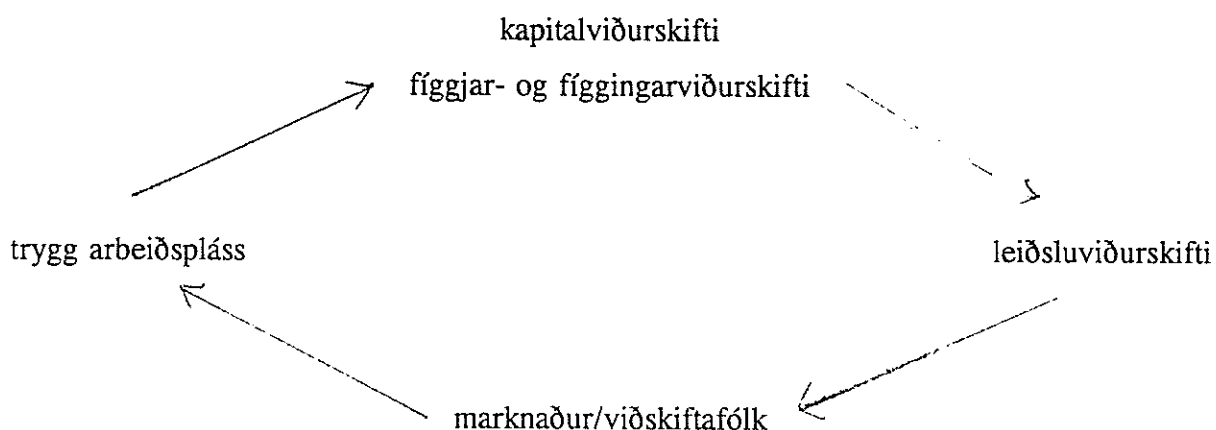 kapitalviðurskifti
fíggjar- og fíggingarviðurskifti
trygg arbeiðspláss
leiðsluviðurskifti
marknaður/viðskiftafólk